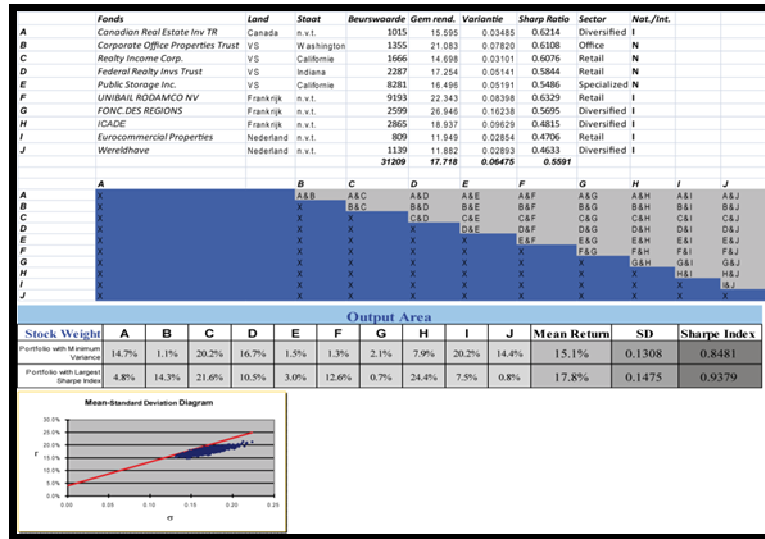 Fonds Land Staat Beurswaarde Gem rend. Variantie Sharp Ratio Sector Nat./Int.
A Canadian Real Estate Inv TR Canada n.v.t. 1015 15.595 0.03485 0.6214 Diversified I
B Corporate Office Properties Trust VS Washington 1355 21.083 0.07820 0.6108 Office N
C Realty Income Corp. VS Californie 1666 14.698 0.03101 0.6076 Retail N
D Federal Realty Invs Trust VS Indiana 2287 17.254 0.05141 0.5844 Retail N
E Public Storage Inc. VS Californie 8281 16.496 0.05191 0.5486 Specialized N
F UNIBAIL RODAMCO NV Frankrijk n.v.t. 9193 22.343 0.08398 0.6329 Retail I
G FONC.DES REGIONS Frankrijk n.v.t. 2599 26.946 0.16238 0.5695 Diversified I
H ICADE Frankrijk n.v.t. 2865 18.937 0.09629 0.4815 Diversified I
I Eurocommercial Properties Nederland n.v.t. 809 11.949 0.02854 0.4706 Retail I
J Wereldhave Nederland n.v.t. 1139 11.882 0.02893 0.4633 Diversified I
31209 17.718 0.06475 0.5591
A B C D E F G H I J
A X A&B A&C A&D A&E A&F A&G A&H A&I A&J
B X X B&C B&D B&E B&F B&G B&H B&I B&J
C X X X C&D C&E C&F C&G C&H C&I C&J
D X X X X D&E D&F D&G D&H D&I D&J
E X X X X X E&F E&G E&H E&I E&J
F X X X X X X F&G F&H F&I F&J
G X X X X X X X G&H G&I G&J
H X X X X X X X X H&I H&J
I X X X X X X X X X I&J
J X X X X X X X X X X
Output Area
Stock Weight A B C D E F G H I J Mean Return SD Sharpe Index
Portfolio with Minimum Variance 14.7% 1.1% 20.2% 16.7% 1.5% 1.3% 2.1% 7.9% 20.2% 14.4% 15.1% 0.1308 0.8481
Portfolio with Largest Sharpe Index 4.8% 14.3% 21.6% 10.5% 3.0% 12.6% 0.7% 24.4% 7.5% 0.8% 17.8% 0.1475 0.9379
Mean-Standard Deviation Diagram
30.0%
25.0%
20.0%
r 15.0%
10.0%
5.0%
0.0%
0.00 0.05 0.10 0.15 0.20 0.25
σ